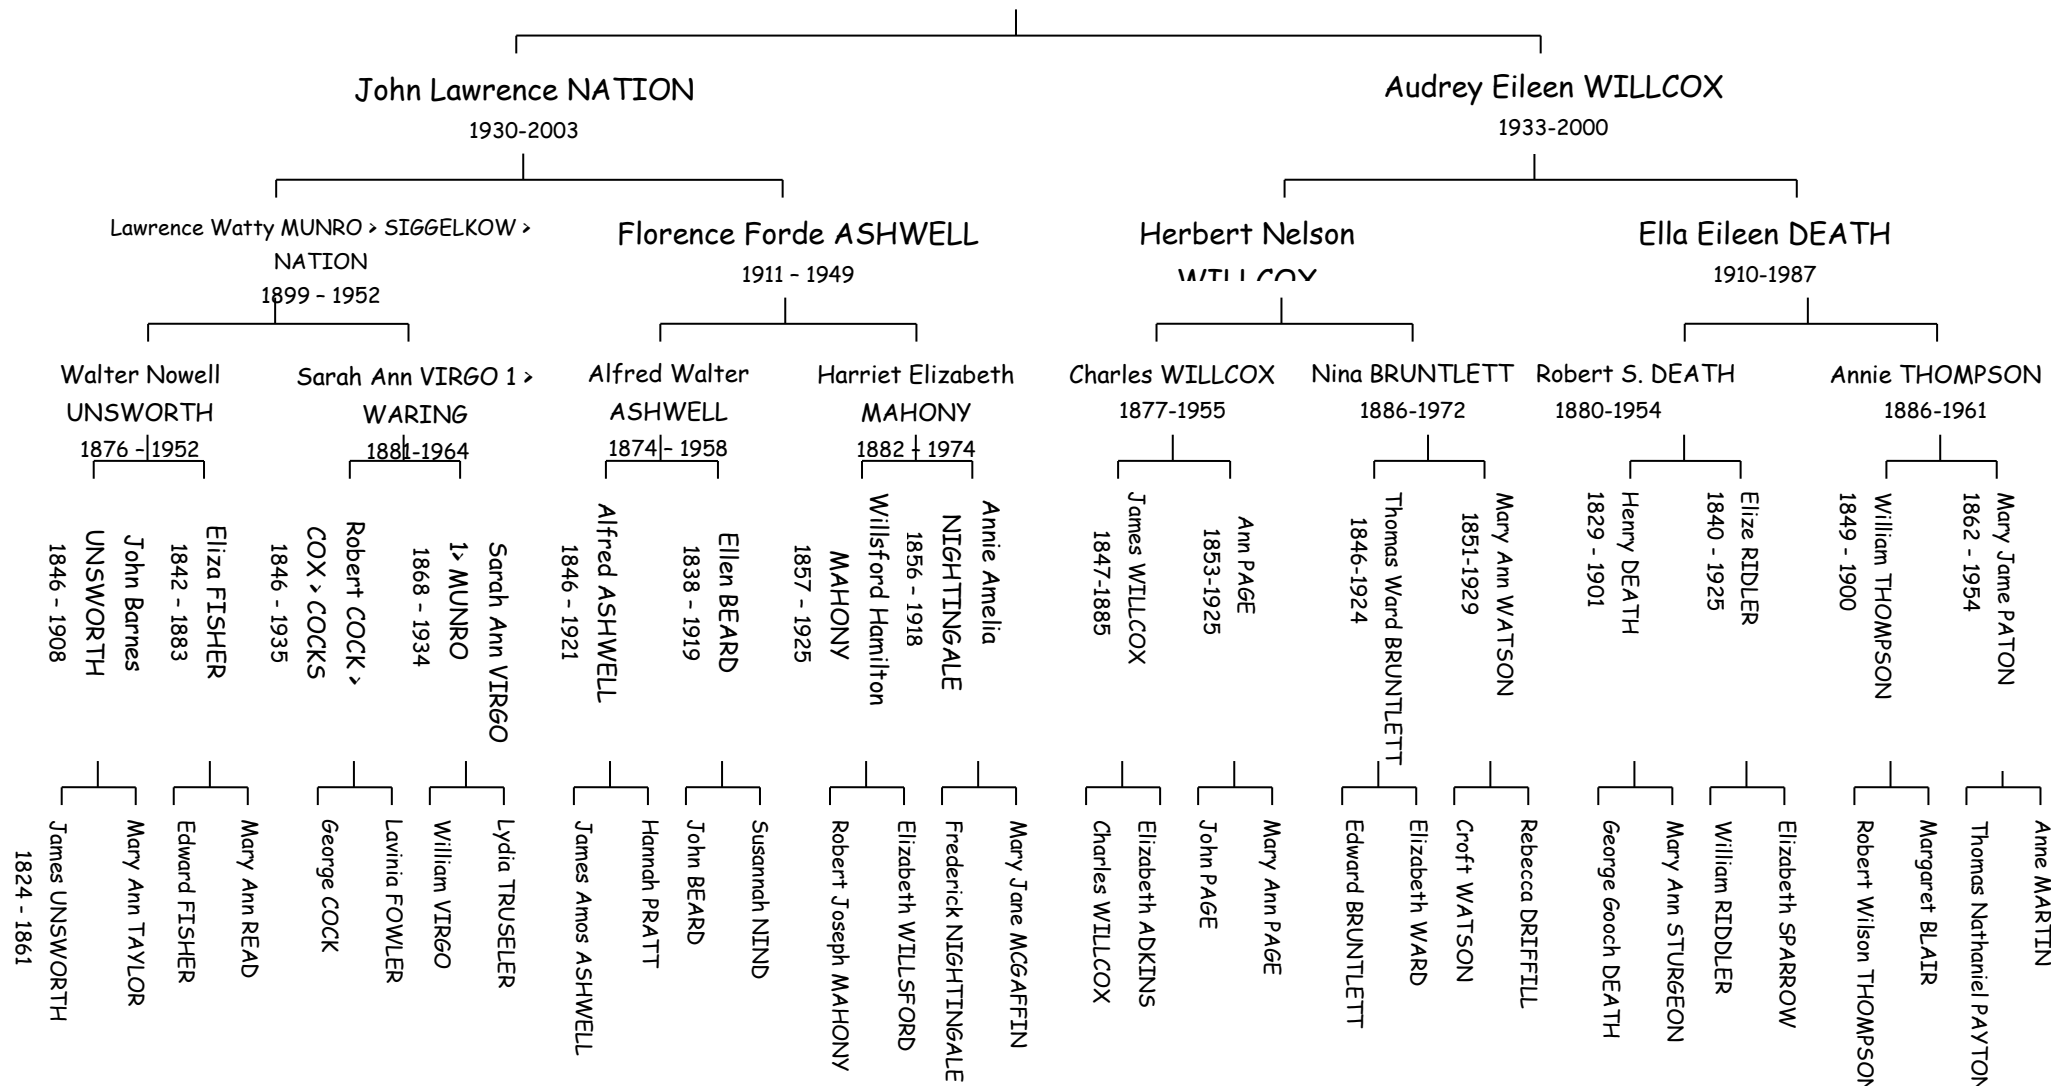 John Lawrence NATION
1930-2003
Audrey Eileen WILLCOX
1933-2000
Lawrence Watty MUNRO > SIGGELKOW >
NATION
1899 – 1952
Florence Forde ASHWELL
1911 – 1949
Herbert Nelson
WILLCOX
Ella Eileen DEATH
1910-1987
Walter Nowell
UNSWORTH
1876 – 1952
Sarah Ann VIRGO 1 >
WARING
1881-1964
Alfred Walter
ASHWELL
1874 – 1958
Harriet Elizabeth
MAHONY
1882 – 1974
Charles WILLCOX
1877-1955
Nina BRUNTLETT
1886-1972
Robert S. DEATH
1880-1954
Annie THOMPSON
1886-1961
John Barnes
UNSWORTH
1846 – 1908
Eliza FISHER
1842 – 1883
Robert COCK >
COX > COCKS
1846 – 1935
Sarah Ann VIRGO
1> MUNRO
1868 – 1934
Alfred ASHWELL
1846 – 1921
Ellen BEARD
1838 – 1919
Willsford Hamilton
MAHONY
1857 – 1925
Annie Amelia
NIGHTINGALE
1856 – 1918
James WILLCOX
1847-1885
Ann PAGE
1853-1925
Thomas Ward BRUNTLETT
1846-1924
Mary Ann WATSON
1851-1929
Henry DEATH
1829 – 1901
Elize RIDLER
1840 - 1925
William THOMPSON
1849 - 1900
Mary Jame PATON
1862 - 1954
James UNSWORTH
1824 - 1861
Mary Ann TAYLOR
Edward FISHER
Mary Ann READ
George COCK
Lavinia FOWLER
William VIRGO
Lydia TRUSELER
James Amos ASHWELL
Hannah PRATT
John BEARD
Susannah NIND
Robert Joseph MAHONY
Elizabeth WILLSFORD
Frederick NIGHTINGALE
Mary Jane MCGAFFIN
Charles WILLCOX
Elizabeth ADKINS
John PAGE
Mary Ann PAGE
Edward BRUNTLETT
Elizabeth WARD
Croft WATSON
Rebecca DRIFFILL
George Gooch DEATH
Mary Ann STURGEON
William RIDDLER
Elizabeth SPARROW
Robert Wilson THOMPSON
Margaret BLAIR
Thomas Nathaniel PAYTON
Anne MARTIN